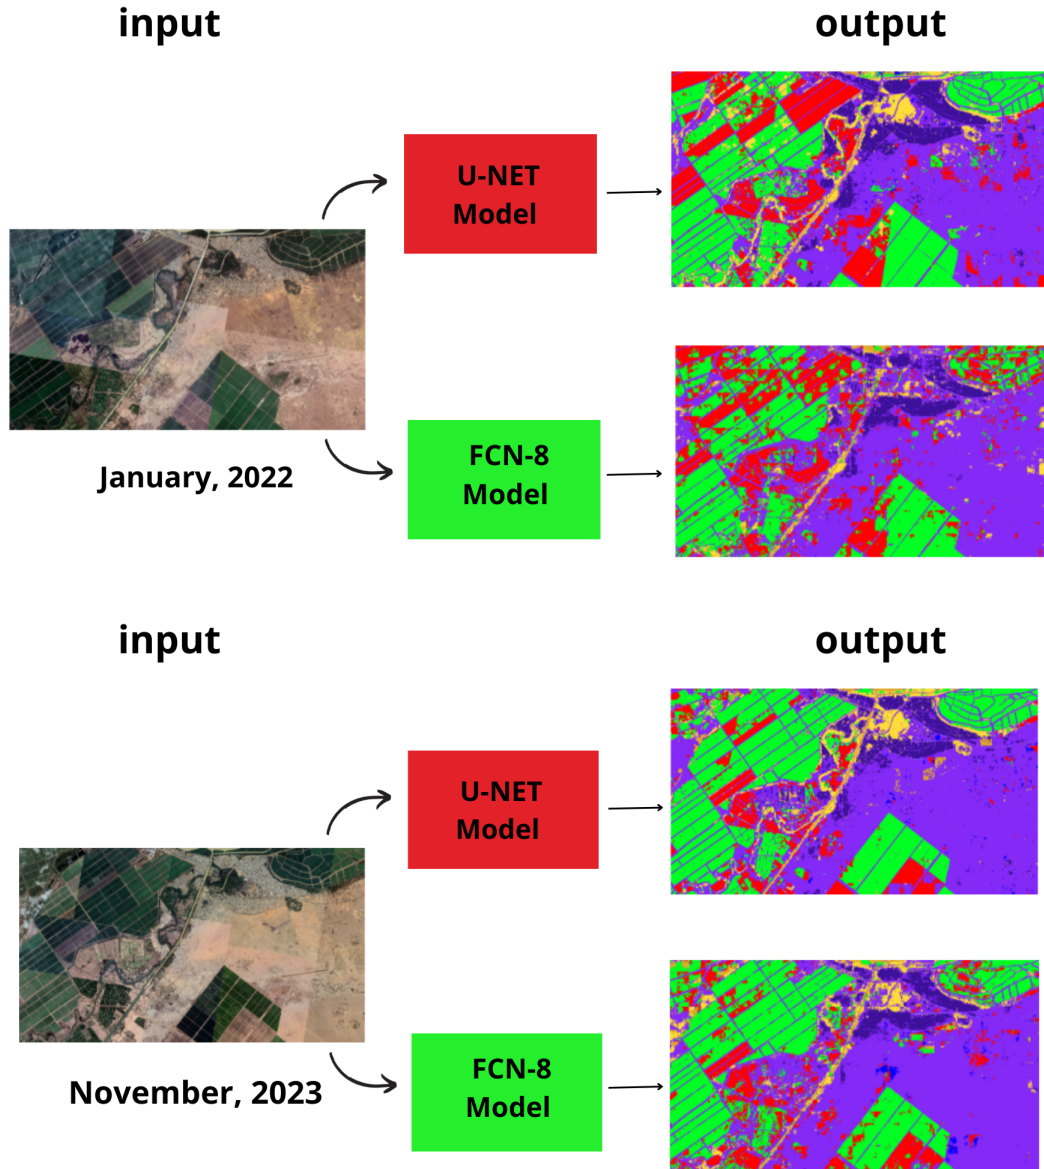 input
output
U-NET
Model
January, 2022
FCN-8
Model
input
output
U-NET
Model
November, 2023
FCN-8
Model